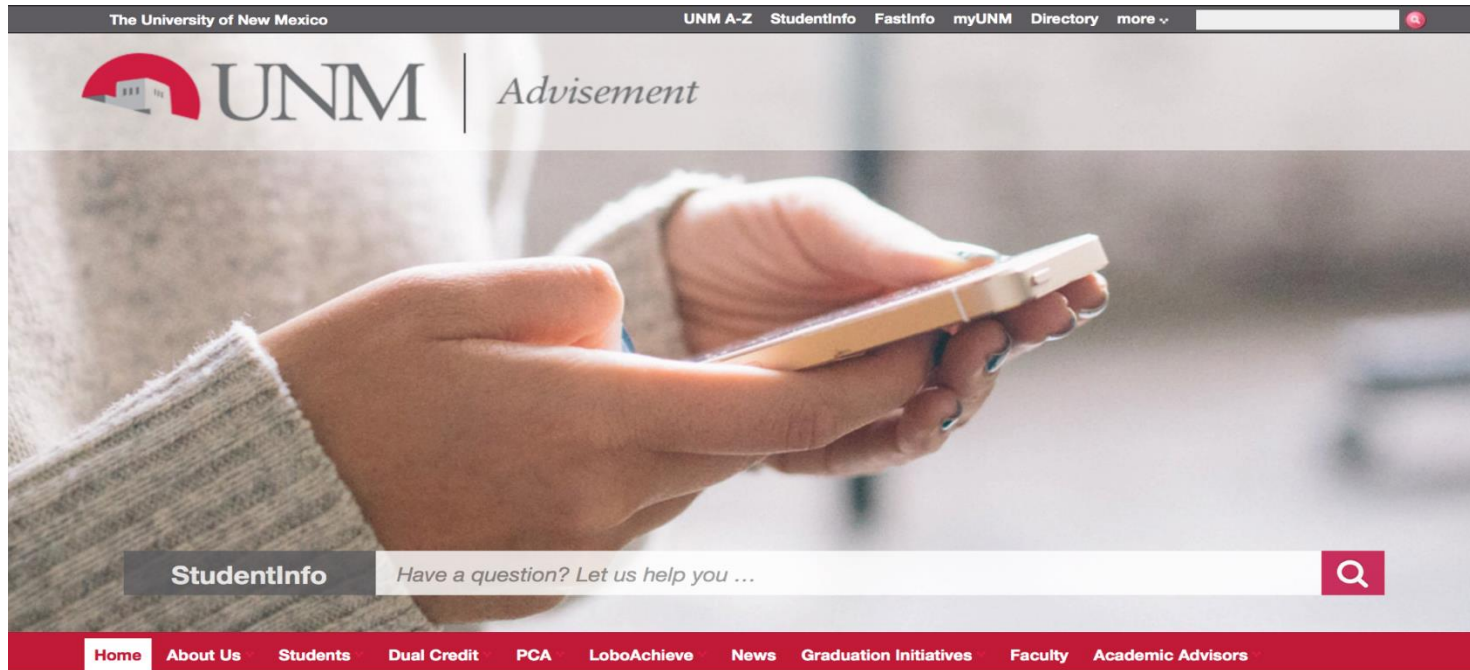 The University of New Mexico UNM A-Z StudentInfo FastInfo myUNM Directory more
UNM Advisement
StudentInfo Have a question? Let us help you ...
Home About Us Students Dual Credit PCA LoboAchieve News Graduation Initiatives Faculty Academic Advisors